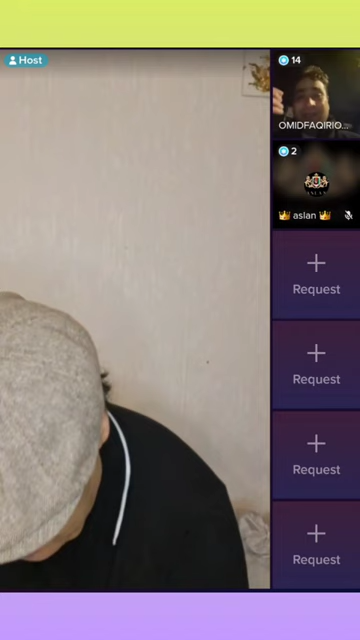 Host
14
OMIDFAQIRIO...
2
👑 aslan 👑
Request
Request
Request
Request